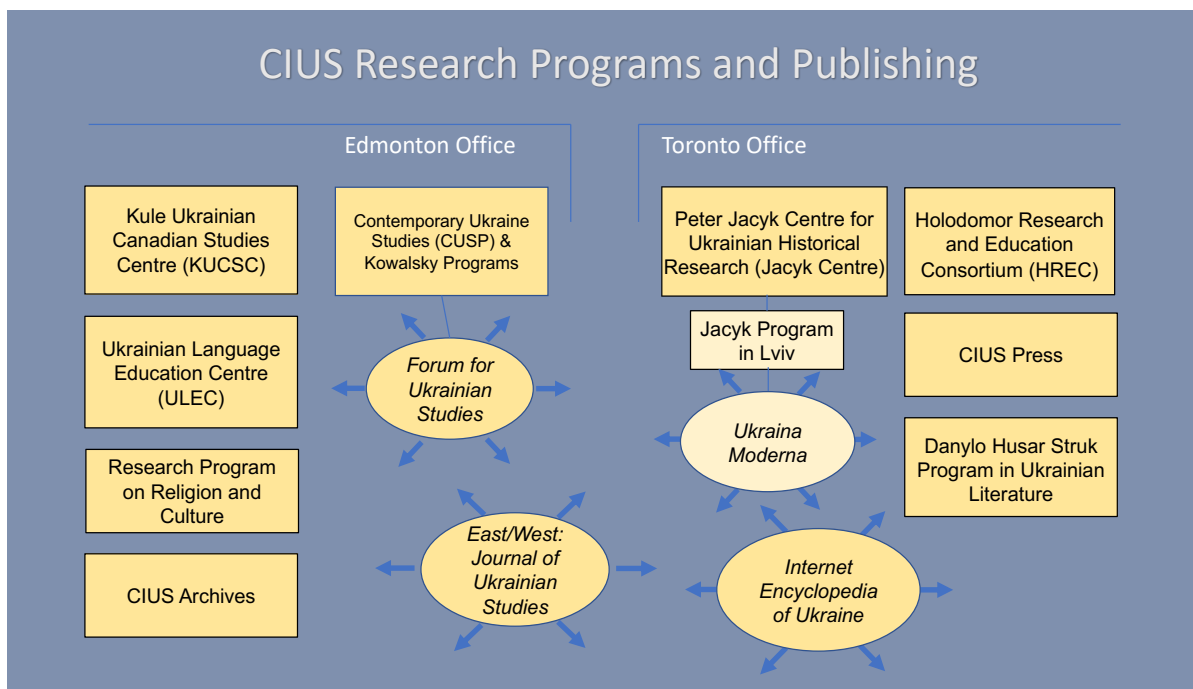 CIUS Research Programs and Publishing
Edmonton Office
Kule Ukrainian
Canadian Studies
Centre (KUCSC)
Contemporary Ukraine
Studies (CUSP) &
Kowalsky Programs
Ukrainian Language
Education Centre
(ULEC)
Forum for
Ukrainian
Studies
Research Program
on Religion and
Culture
East/West:
Journal of
Ukrainian
Studies
CIUS Archives
Toronto Office
Peter Jacyk Centre for
Ukrainian Historical
Research (Jacyk Centre)
Holodomor Research
and Education
Consortium (HREC)
Jacyk Program
in Lviv
CIUS Press
Ukraina
Moderna
Danylo Husar Struk
Program in Ukrainian
Literature
Internet
Encyclopedia
of Ukraine